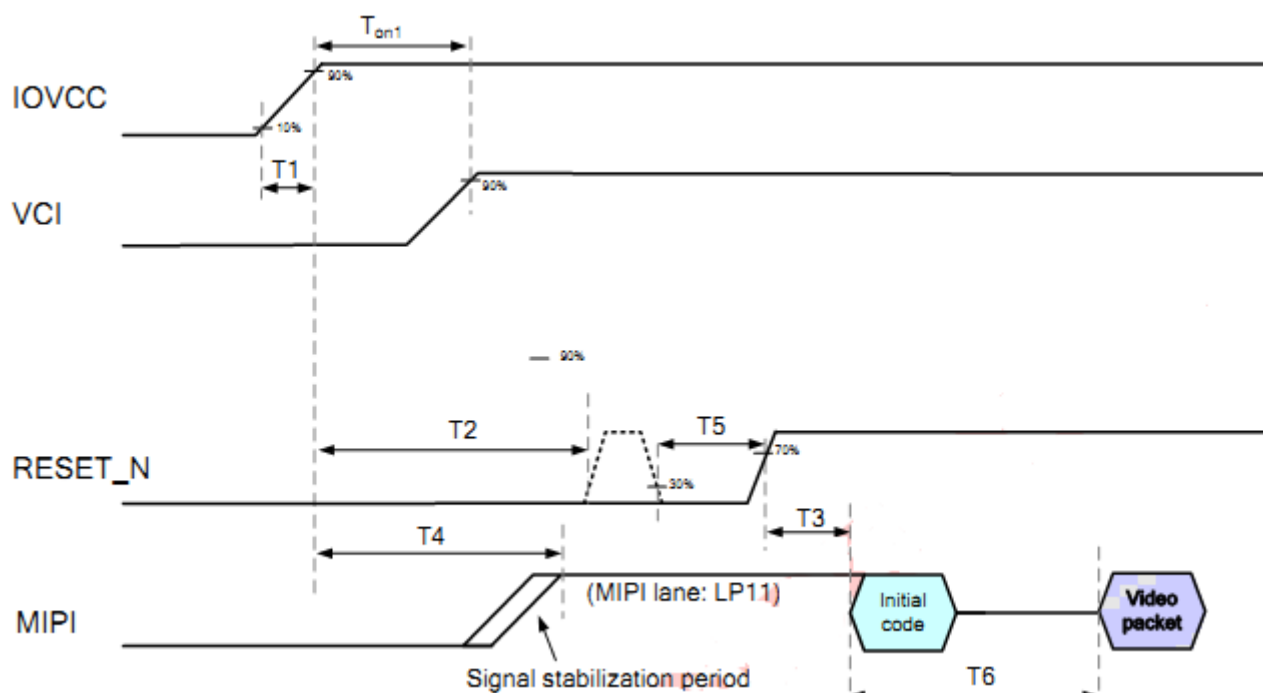 Ton1
IOVCC
90%
10%
T1
VCI
90%
90%
T2
T5
RESET_N
70%
30%
T3
T4
MIPI
(MIPI lane: LP11)
Initial
code
Video
packet
Signal stabilization period
T6